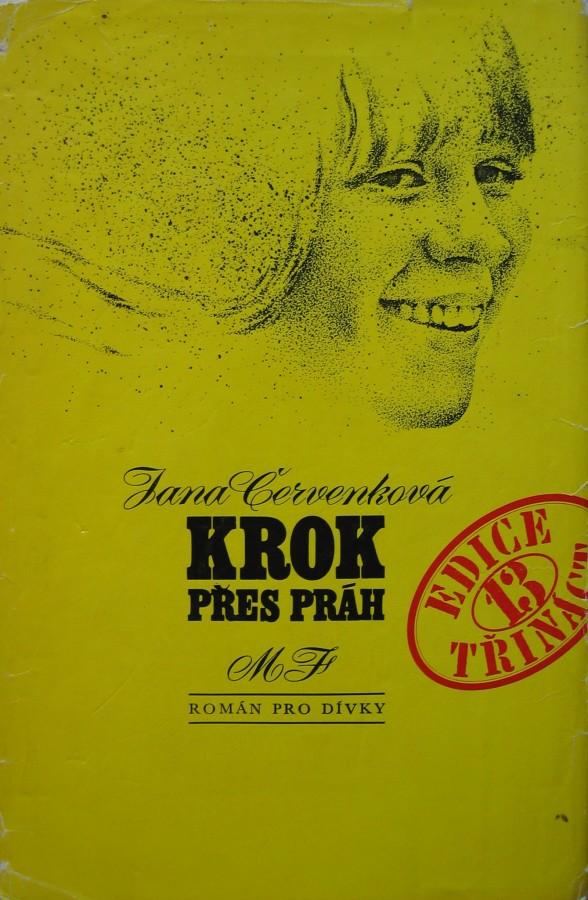 Jana Červenková
KROK
PŘES PRÁH
MF
ROMÁN PRO DÍVKY
EDICE
13
TŘINÁCT